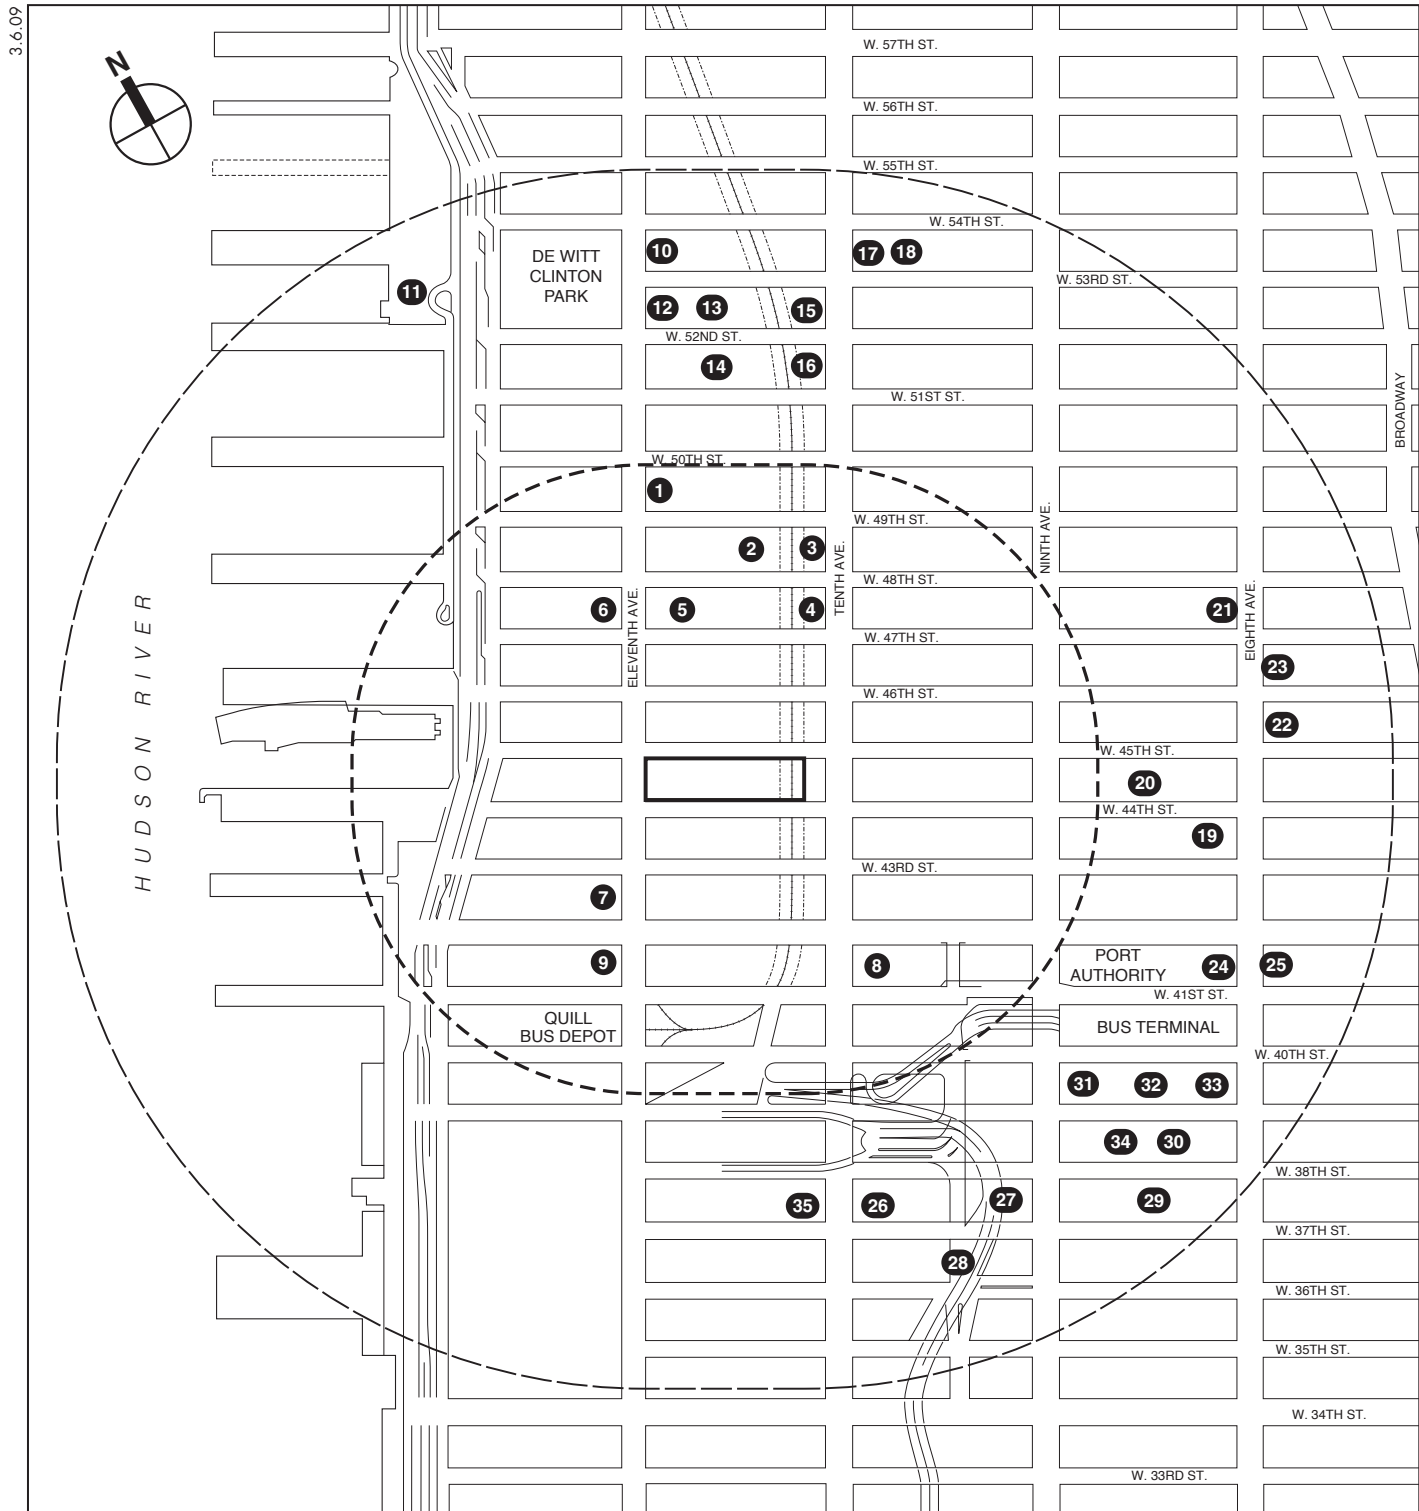 3.6.09
N
W. 57TH ST.
W. 56TH ST.
W. 55TH ST.
W. 54TH ST.
DE WITT
CLINTON
PARK
10
17
18
W. 53RD ST.
11
12
13
15
W. 52ND ST.
14
16
W. 51ST ST.
BROADWAY
W. 50TH ST.
1
W. 49TH ST.
NINTH AVE.
2
3
TENTH AVE.
W. 48TH ST.
HUDSON RIVER
6
ELEVENTH AVE.
5
4
21
EIGHTH AVE.
W. 47TH ST.
23
W. 46TH ST.
22
W. 45TH ST.
20
W. 44TH ST.
19
W. 43RD ST.
7
9
8
PORT
AUTHORITY
24
25
W. 41ST ST.
QUILL
BUS DEPOT
BUS TERMINAL
W. 40TH ST.
31
32
33
34
30
W. 38TH ST.
35
26
27
29
W. 37TH ST.
28
W. 36TH ST.
W. 35TH ST.
W. 34TH ST.
W. 33RD ST.